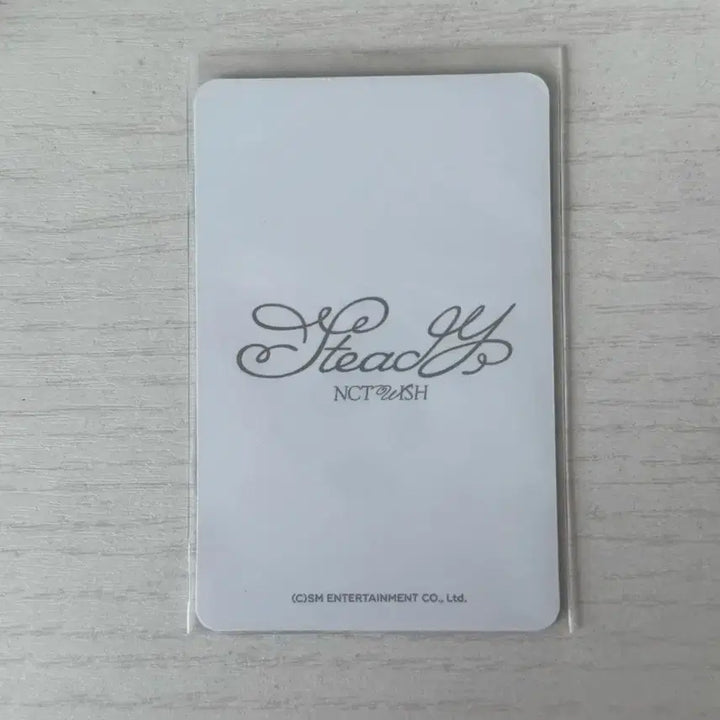 Steady
NCT WISH
(C)SM ENTERTAINMENT CO., Ltd.